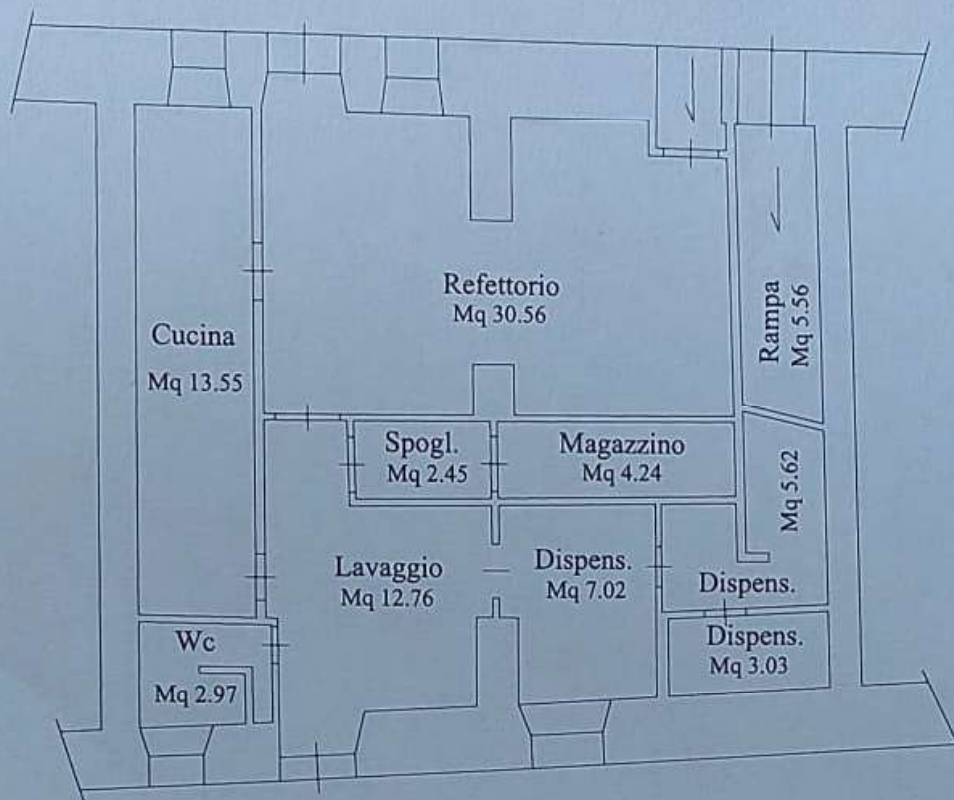 Refettorio
Mq 30.56
Rampa
Mq 5.56
Cucina
Mq 13.55
Spogl.
Mq 2.45
Magazzino
Mq 4.24
Mq 5.62
Lavaggio
Mq 12.76
Dispens.
Mq 7.02
Dispens.
Wc
Mq 2.97
Dispens.
Mq 3.03